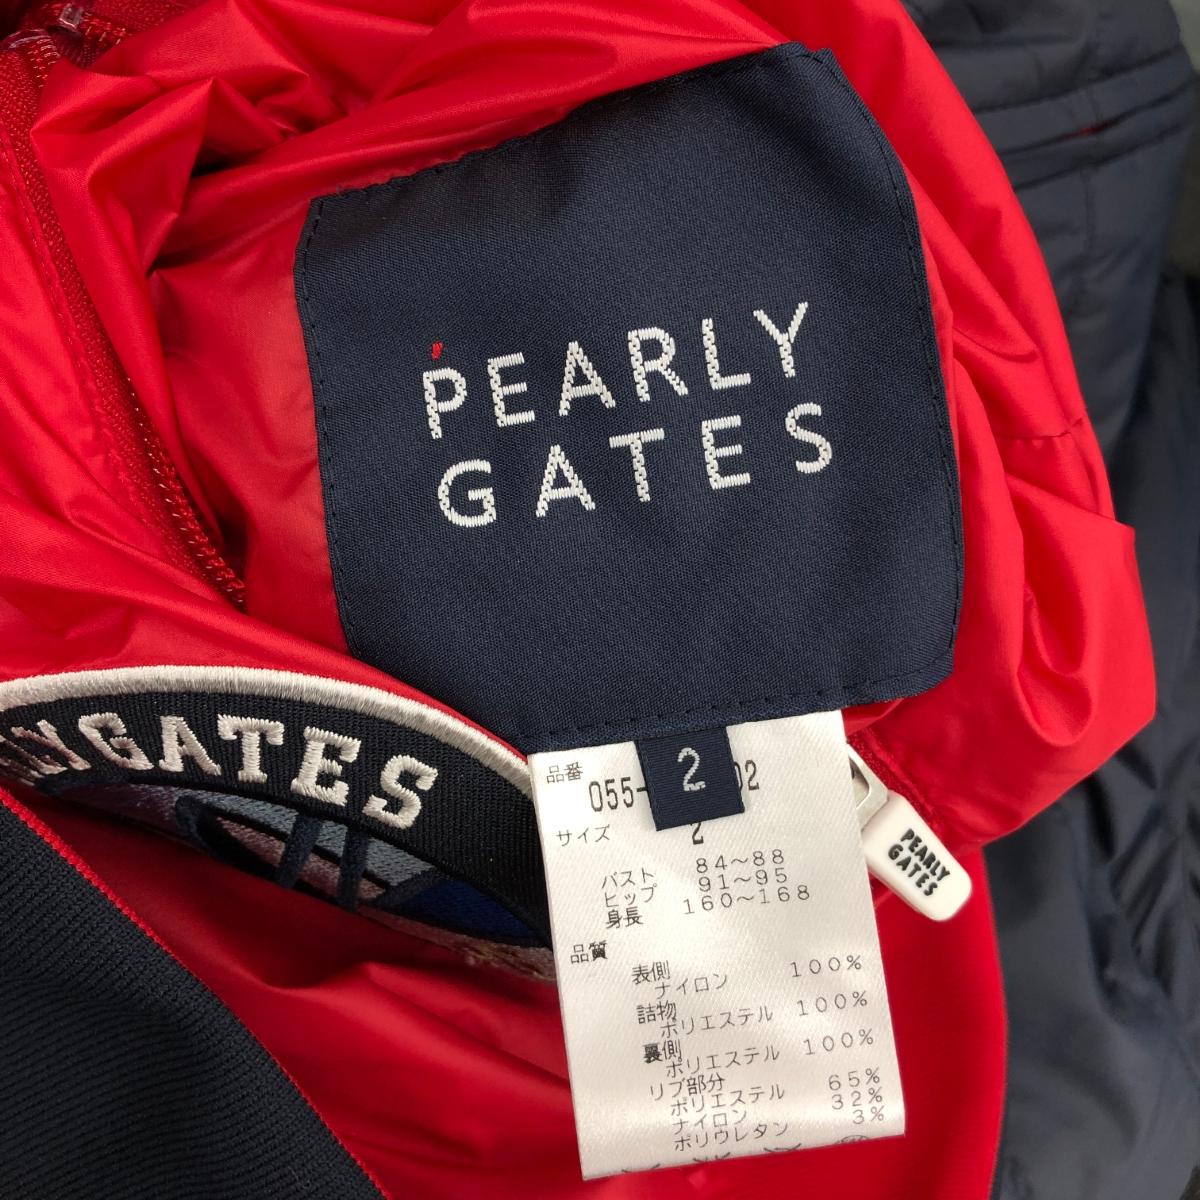 PEARLY
GATES
GATES
2
品番
055- 02
サイズ 2
バスト 84〜88
ヒップ 91〜95
身長 160〜168
品質
表側
ナイロン 100%
詰物
ポリエステル 100%
裏側
ポリエステル 100%
リブ部分
ポリエステル 65%
ナイロン 32%
ポリウレタン 3%
PEARLY
GATES